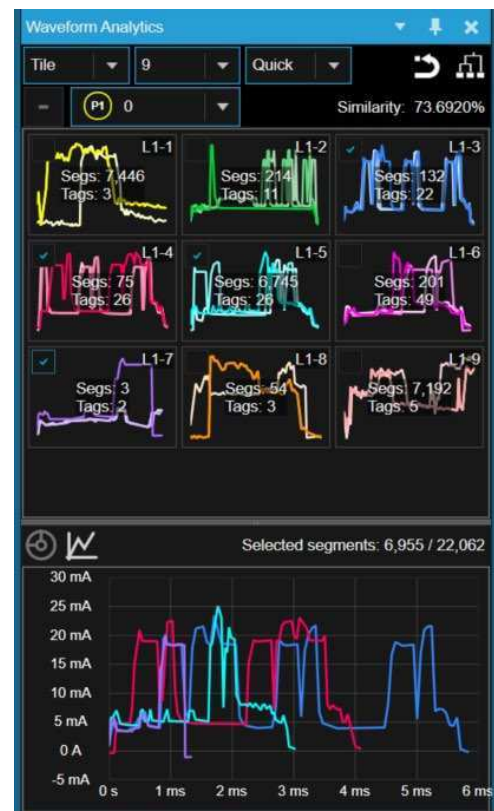 Waveform Analytics
Tile 9 Quick
P1 0 Similarity: 73.6920%
L1-1 L1-2 L1-3
Segs: 7,446 Segs: 214 Segs: 132
Tags: 3 Tags: 11 Tags: 22
L1-4 L1-5 L1-6
Segs: 75 Segs: 6,745 Segs: 201
Tags: 26 Tags: 26 Tags: 49
L1-7 L1-8 L1-9
Segs: 3 Segs: 54 Segs: 7,192
Tags: 2 Tags: 3 Tags: 5
Selected segments: 6,955 / 22,062
30 mA
25 mA
20 mA
15 mA
10 mA
5 mA
0 A
-5 mA
0 s 1 ms 2 ms 3 ms 4 ms 5 ms 6 ms